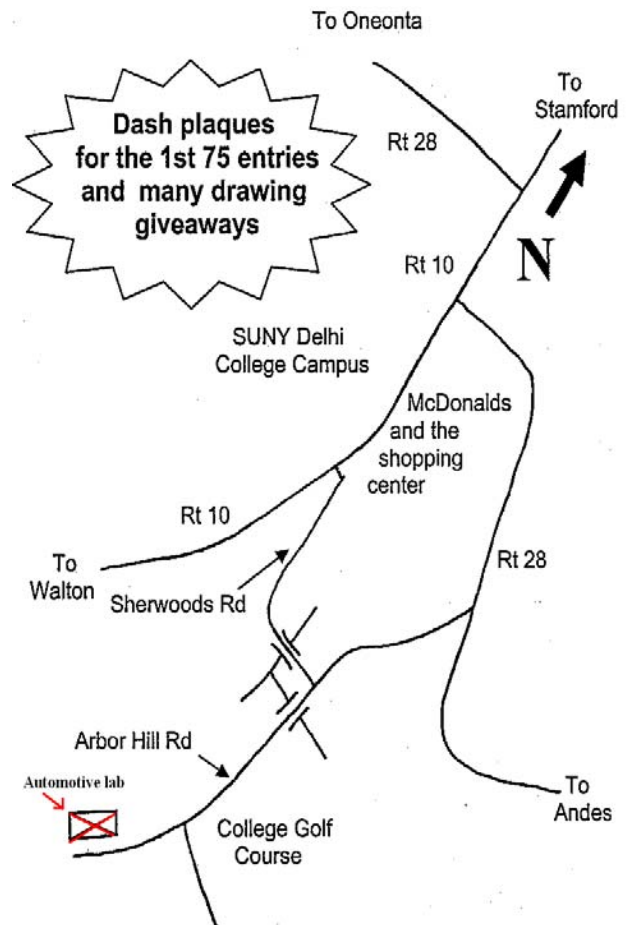 To Oneonta
To
Stamford
Dash plaques
for the 1st 75 entries
and many drawing
giveaways
Rt 28
N
Rt 10
SUNY Delhi
College Campus
McDonalds
and the
shopping
center
Rt 10
To
Walton
Rt 28
Sherwoods Rd
Arbor Hill Rd
Automotive lab
To
Andes
College Golf
Course